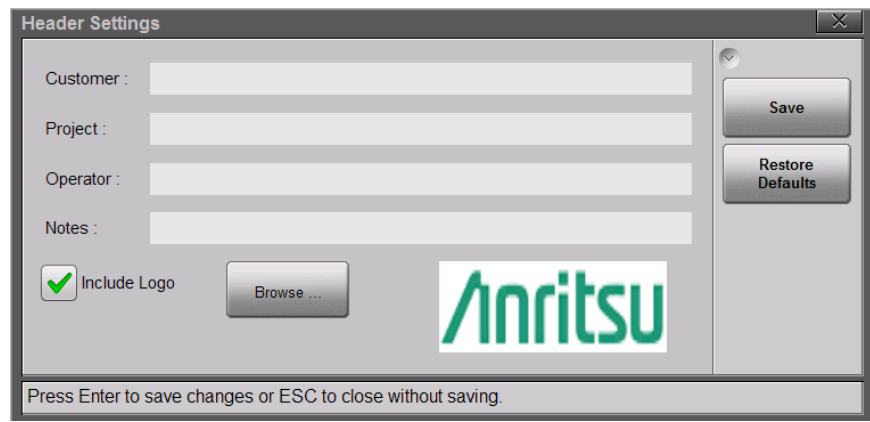 Header Settings
Customer :
Project :
Operator :
Notes :
Include Logo
Browse ...
Anritsu
Save
Restore
Defaults
Press Enter to save changes or ESC to close without saving.